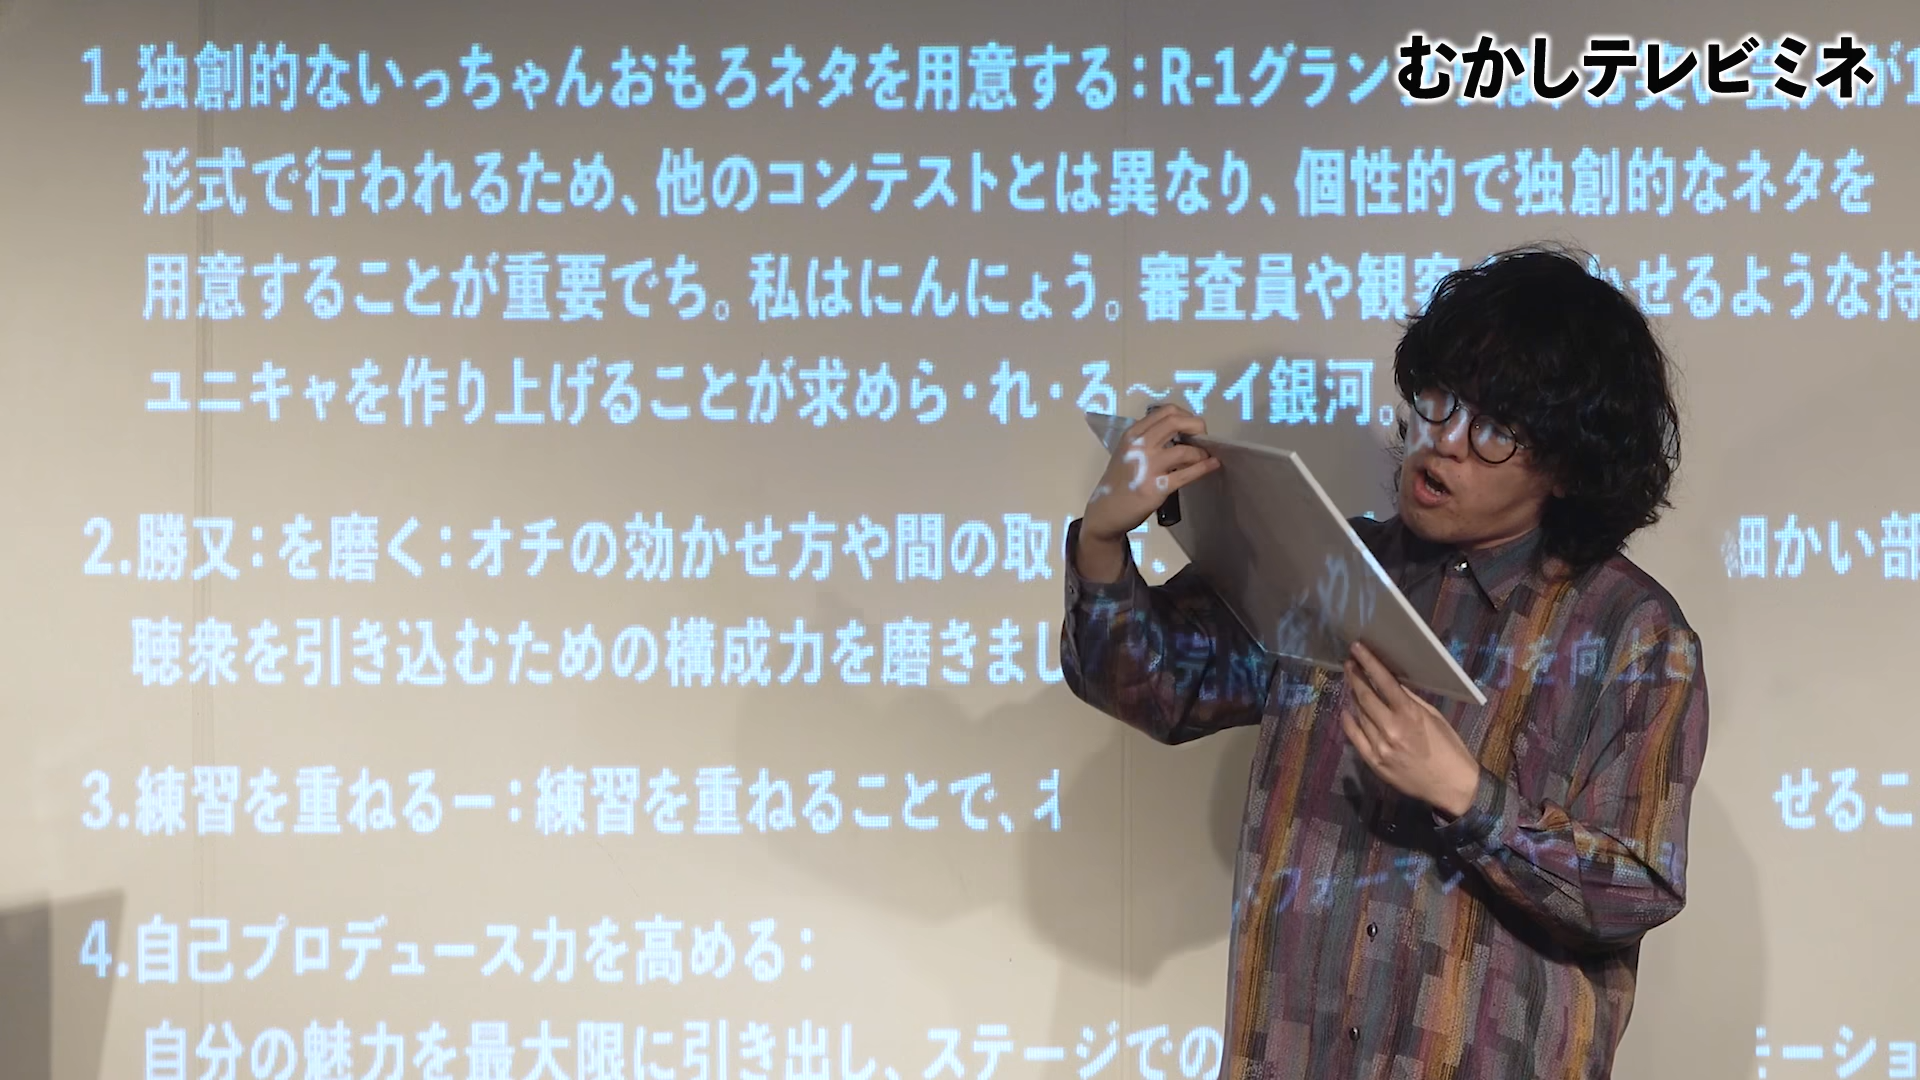 むかしテレビミネ
1.独創的ないっちゃんおもろネタを用意する：R-1グラン
形式で行われるため、他のコンテストとは異なり、個性的で独創的なネタを
用意することが重要でち。私はにんにょう。審査員や観客 せるような持
ユニキャを作り上げることが求めら・れ・る〜マイ銀河。
2.勝又：を磨く：オチの効かせ方や間の取り方、 細かい部
聴衆を引き込むための構成力を磨きまし
3.練習を重ねるー：練習を重ねることで、 せるこ
4.自己プロデュース力を高める：
自分の魅力を最大限に引き出し、ステージでの モーショ